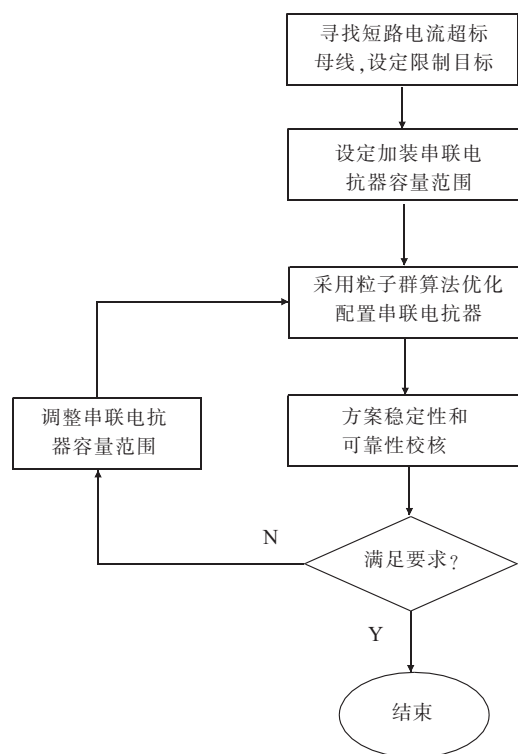 寻找短路电流超标
母线,设定限制目标
设定加装串联电
抗器容量范围
采用粒子群算法优化
配置串联电抗器
调整串联电抗
器容量范围
方案稳定性和
可靠性校核
N
满足要求?
Y
结束